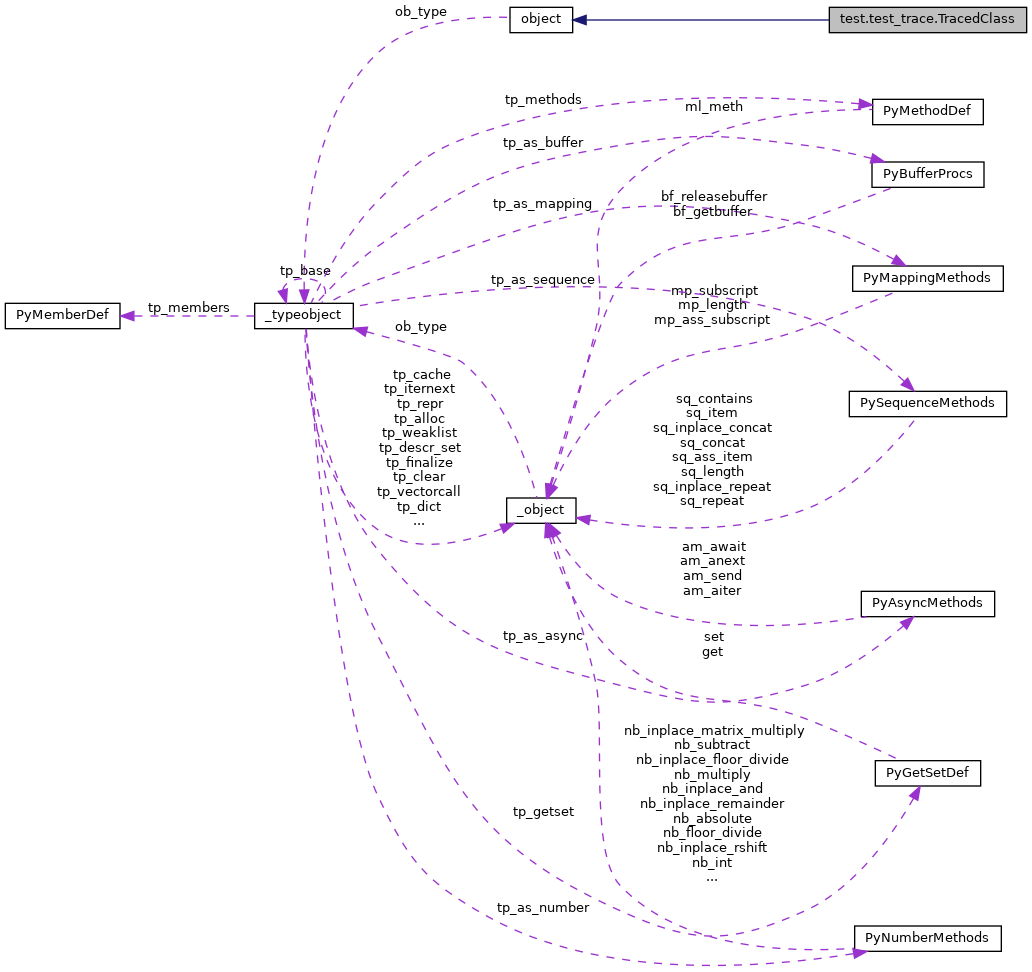 ob_type
object
test.test_trace.TracedClass
tp_methods
ml_meth
PyMethodDef
tp_as_buffer
PyBufferProcs
tp_as_mapping
bf_releasebuffer
bf_getbuffer
tp_base
tp_as_sequence
PyMappingMethods
mp_subscript
mp_length
mp_ass_subscript
PyMemberDef
tp_members
_typeobject
ob_type
tp_cache
tp_iternext
tp_repr
tp_alloc
tp_weaklist
tp_descr_set
tp_finalize
tp_clear
tp_vectorcall
tp_dict
...
sq_contains
sq_item
sq_inplace_concat
sq_concat
sq_ass_item
sq_length
sq_inplace_repeat
sq_repeat
PySequenceMethods
_object
am_await
am_anext
am_send
am_aiter
PyAsyncMethods
tp_as_async
set
get
nb_inplace_matrix_multiply
nb_subtract
nb_inplace_floor_divide
nb_multiply
nb_inplace_and
nb_inplace_remainder
nb_absolute
nb_floor_divide
nb_inplace_rshift
nb_int
...
PyGetSetDef
tp_getset
tp_as_number
PyNumberMethods